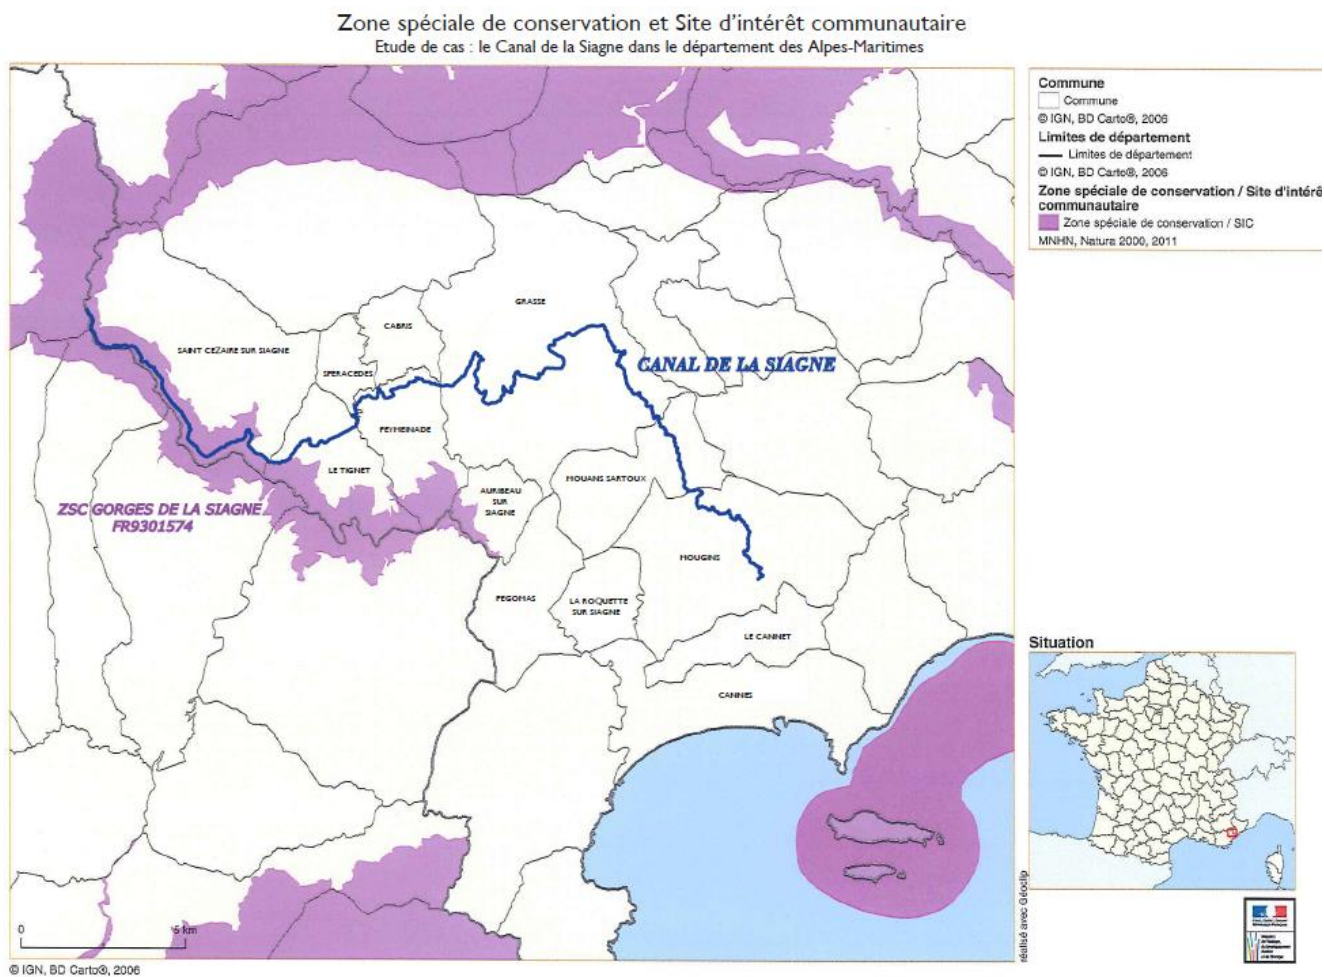 Zone spéciale de conservation et Site d'intérêt communautaire
Etude de cas : le Canal de la Siagne dans le département des Alpes-Maritimes
Commune
Commune
© IGN, BD Carto®, 2006
Limites de département
Limites de département
© IGN, BD Carto®, 2006
Zone spéciale de conservation / Site d'intérê
communautaire
Zone spéciale de conservation / SIC
MNHN, Natura 2000, 2011
GRASSE
CABRIS
SAINT CEZAIRE SUR SIAGNE
SPERACEDES
CANAL DE LA SIAGNE
PEYMEINADE
LE TIGNET
MOUANS SARTOUX
AURIBEAU
SUR
SIAGNE
ZSC GORGES DE LA SIAGNE
FR9301574
MOUGINS
PEGOMAS
LA ROQUETTE
SUR SIAGNE
LE CANNET
CANNES
Situation
réalisé avec Géoclip
0 5 km
© IGN, BD Carto®, 2006